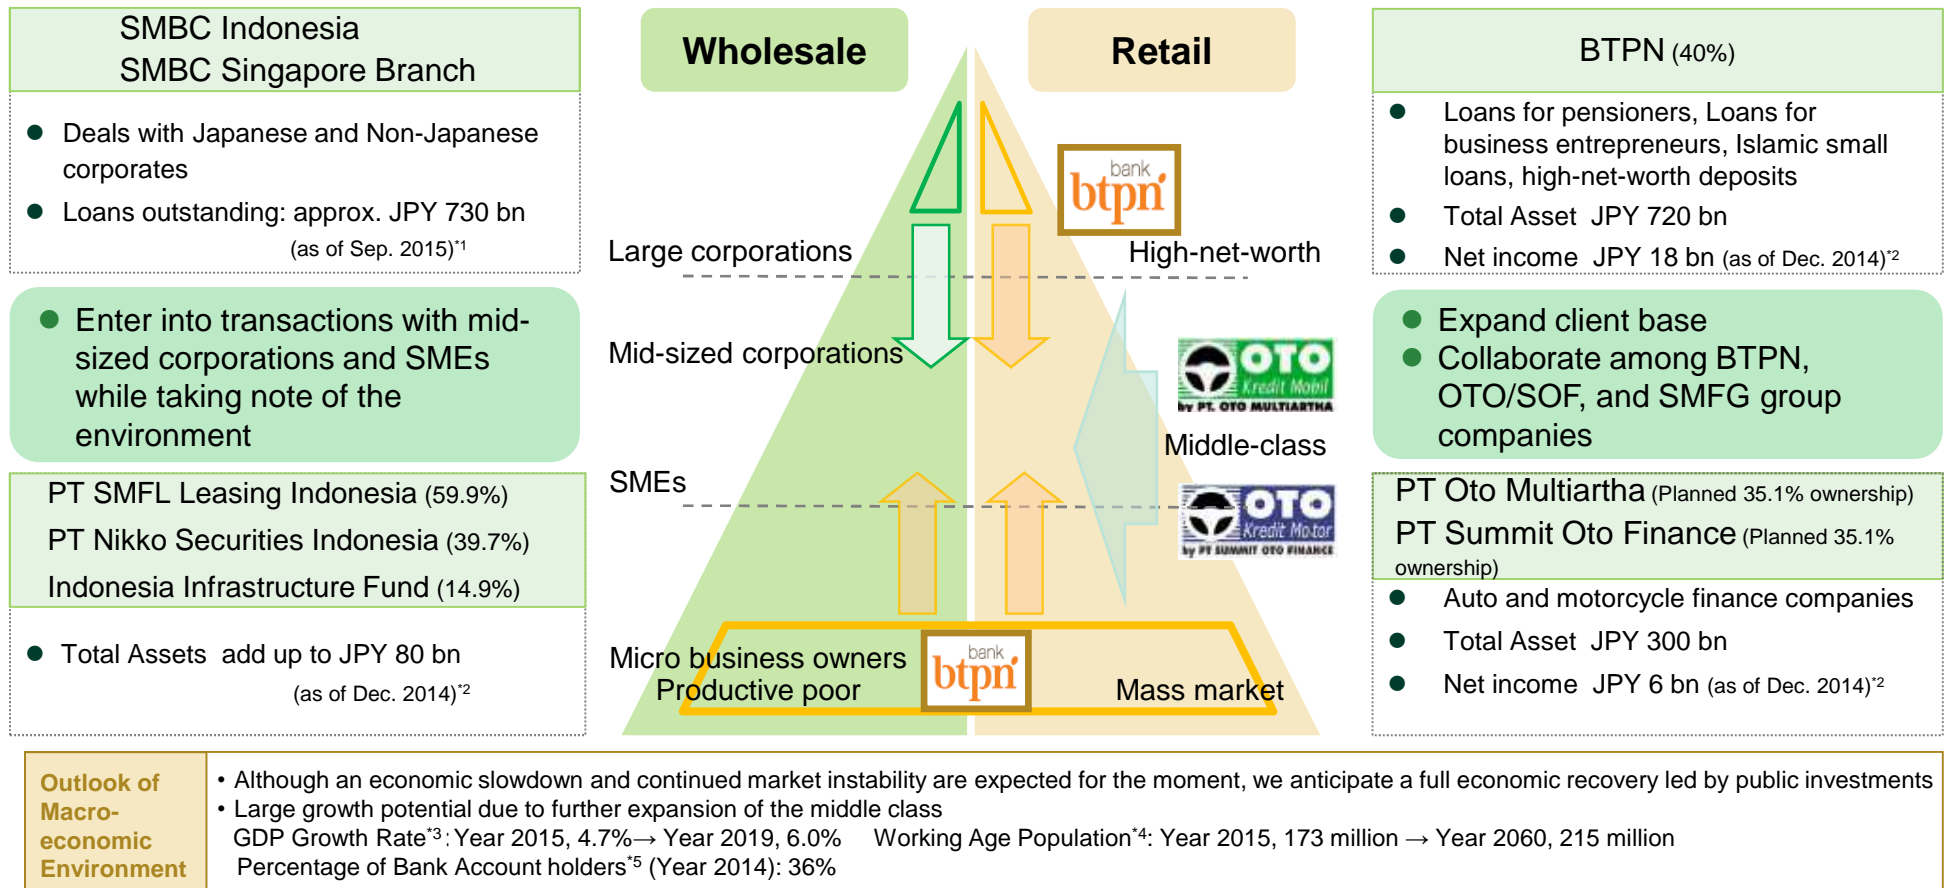 SMBC Indonesia
SMBC Singapore Branch
● Deals with Japanese and Non-Japanese
corporates
● Loans outstanding: approx. JPY 730 bn
(as of Sep. 2015)*1
● Enter into transactions with mid-
sized corporations and SMEs
while taking note of the
environment
PT SMFL Leasing Indonesia (59.9%)
PT Nikko Securities Indonesia (39.7%)
Indonesia Infrastructure Fund (14.9%)
● Total Assets add up to JPY 80 bn
(as of Dec. 2014)*2
Wholesale
Retail
bank
btpn
Large corporations
High-net-worth
Mid-sized corporations
OTO
Kredit Mobil
by PT. OTO MULTIARTHA
Middle-class
SMEs
OTO
Kredit Motor
by PT SUMMIT OTO FINANCE
Micro business owners
Productive poor
bank
btpn
Mass market
BTPN (40%)
● Loans for pensioners, Loans for
business entrepreneurs, Islamic small
loans, high-net-worth deposits
● Total Asset JPY 720 bn
● Net income JPY 18 bn (as of Dec. 2014)*2
● Expand client base
● Collaborate among BTPN,
OTO/SOF, and SMFG group
companies
PT Oto Multiartha (Planned 35.1% ownership)
PT Summit Oto Finance (Planned 35.1%
ownership)
● Auto and motorcycle finance companies
● Total Asset JPY 300 bn
● Net income JPY 6 bn (as of Dec. 2014)*2
Outlook of
Macro-
economic
Environment
• Although an economic slowdown and continued market instability are expected for the moment, we anticipate a full economic recovery led by public investments
• Large growth potential due to further expansion of the middle class
GDP Growth Rate*3: Year 2015, 4.7%→ Year 2019, 6.0% Working Age Population*4: Year 2015, 173 million → Year 2060, 215 million
Percentage of Bank Account holders*5 (Year 2014): 36%